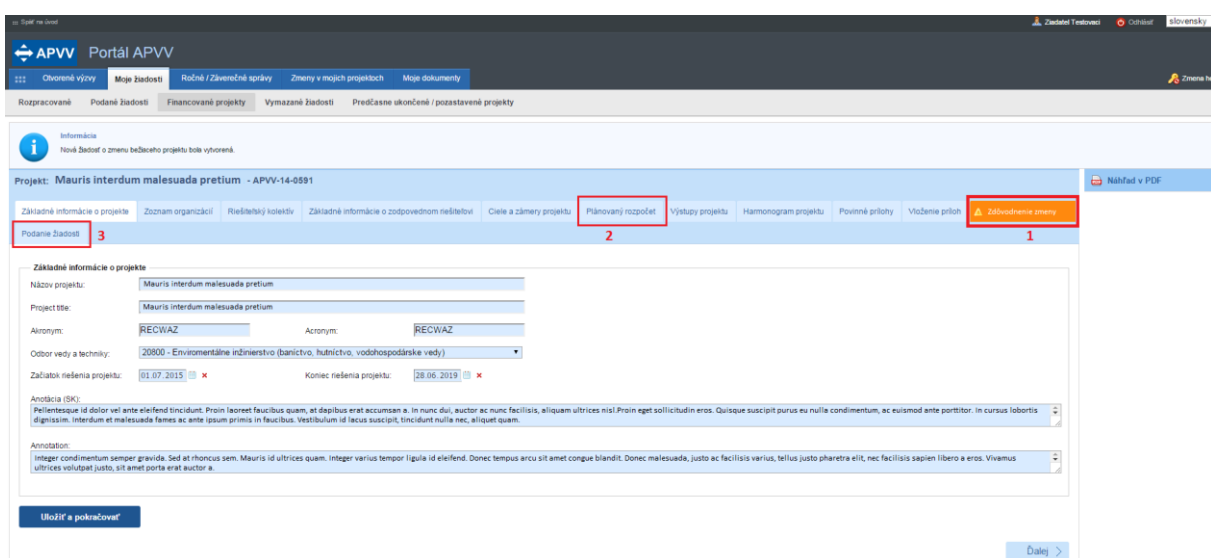 Späť na úvod
Ziadatel Testovaci Odhlásiť slovensky
APVV Portál APVV
Otvorené výzvy Moje žiadosti Ročné / Záverečné správy Zmeny v mojich projektoch Moje dokumenty Zmena
Rozpracované Podané žiadosti Financované projekty Vymazané žiadosti Predčasne ukončené / pozastavené projekty
Informácia
Nová žiadosť o zmenu bežiaceho projektu bola vytvorená.
Projekt: Mauris interdum malesuada pretium - APVV-14-0591
Náhľad v PDF
Základné informácie o projekte Zoznam organizácií Riešiteľský kolektív Základné informácie o zodpovednom riešiteľovi Ciele a zámery projektu Plánovaný rozpočet Výstupy projektu Harmonogram projektu Povinné prílohy Vloženie príloh Zdôvodnenie zmeny
Podanie žiadosti 3 2 1
Základné informácie o projekte
Názov projektu: Mauris interdum malesuada pretium
Project title: Mauris interdum malesuada pretium
Akronym: RECWAZ Acronym: RECWAZ
Odbor vedy a techniky: 20800 - Enviromentálne inžinierstvo (baníctvo, hutníctvo, vodohospodárske vedy)
Začiatok riešenia projektu: 01.07.2015 Koniec riešenia projektu: 28.06.2019
Anotácia (SK):
Pellentesque id dolor vel ante eleifend tincidunt. Proin laoreet faucibus quam, at dapibus erat accumsan a. In nunc dui, auctor ac nunc facilisis, aliquam ultrices nisl.Proin eget sollicitudin eros. Quisque suscipit purus eu nulla condimentum, ac euismod ante porttitor. In cursus lobortis
dignissim. Interdum et malesuada fames ac ante ipsum primis in faucibus. Vestibulum id lacus suscipit, tincidunt nulla nec, aliquet quam.
Annotation:
Integer condimentum semper gravida. Sed at rhoncus sem. Mauris id ultrices quam. Integer varius tempor ligula id eleifend. Donec tempus arcu sit amet congue blandit. Donec malesuada, justo ac facilisis varius, tellus justo pharetra elit, nec facilisis sapien libero a eros. Vivamus
ultrices volutpat justo, sit amet porta erat auctor a.
Uložiť a pokračovať
Ďalej